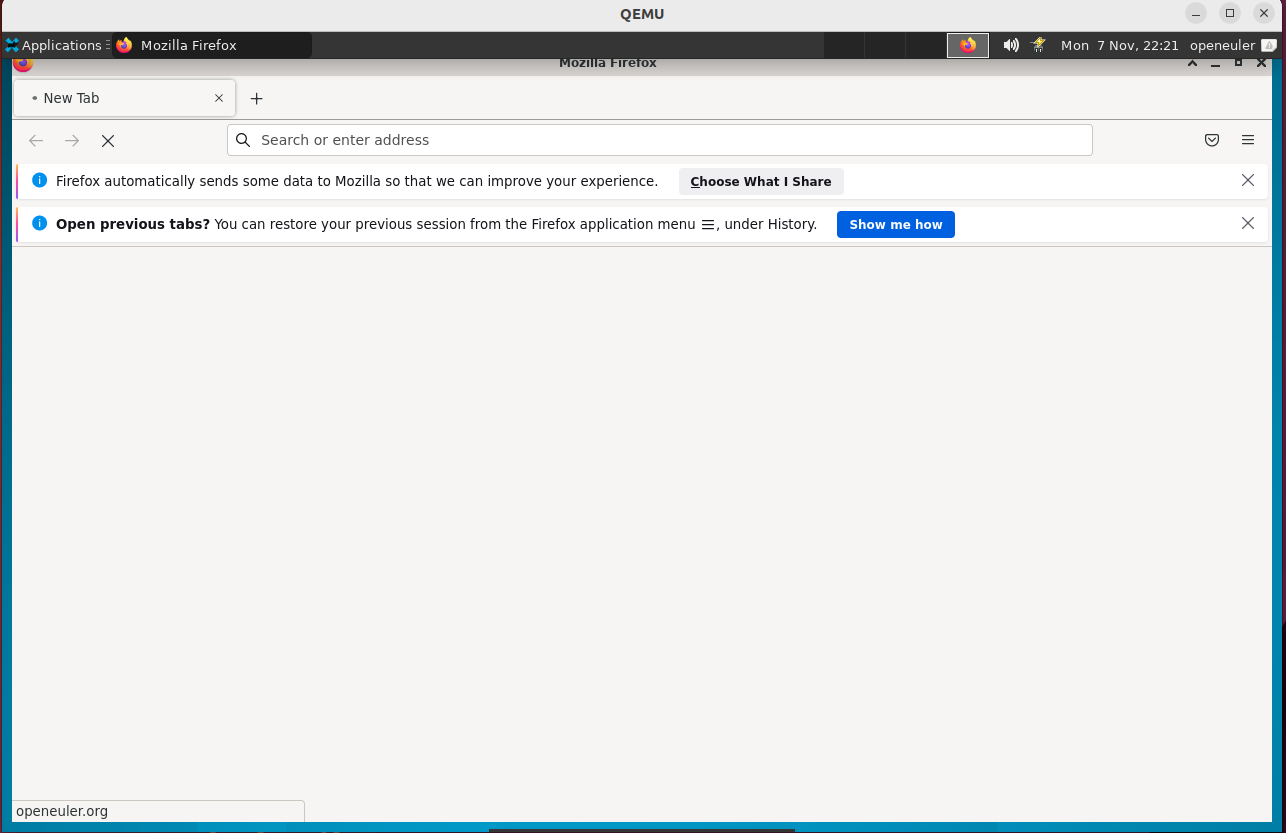 QEMU
Applications Mozilla Firefox Mon 7 Nov, 22:21 openeuler
Mozilla Firefox
New Tab
Search or enter address
Firefox automatically sends some data to Mozilla so that we can improve your experience. Choose What I Share
Open previous tabs? You can restore your previous session from the Firefox application menu ☰, under History. Show me how
openeuler.org